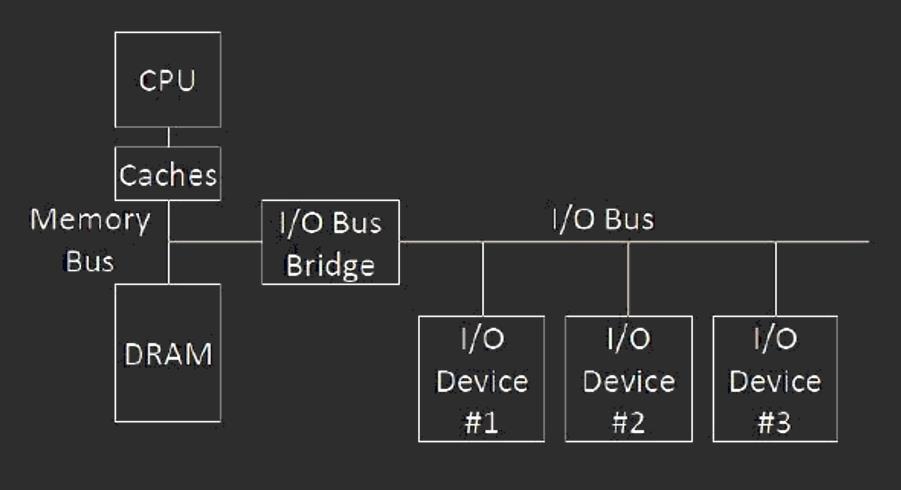 CPU
Caches
Memory
Bus
I/O Bus
Bridge
I/O Bus
DRAM
I/O
Device
#1
I/O
Device
#2
I/O
Device
#3